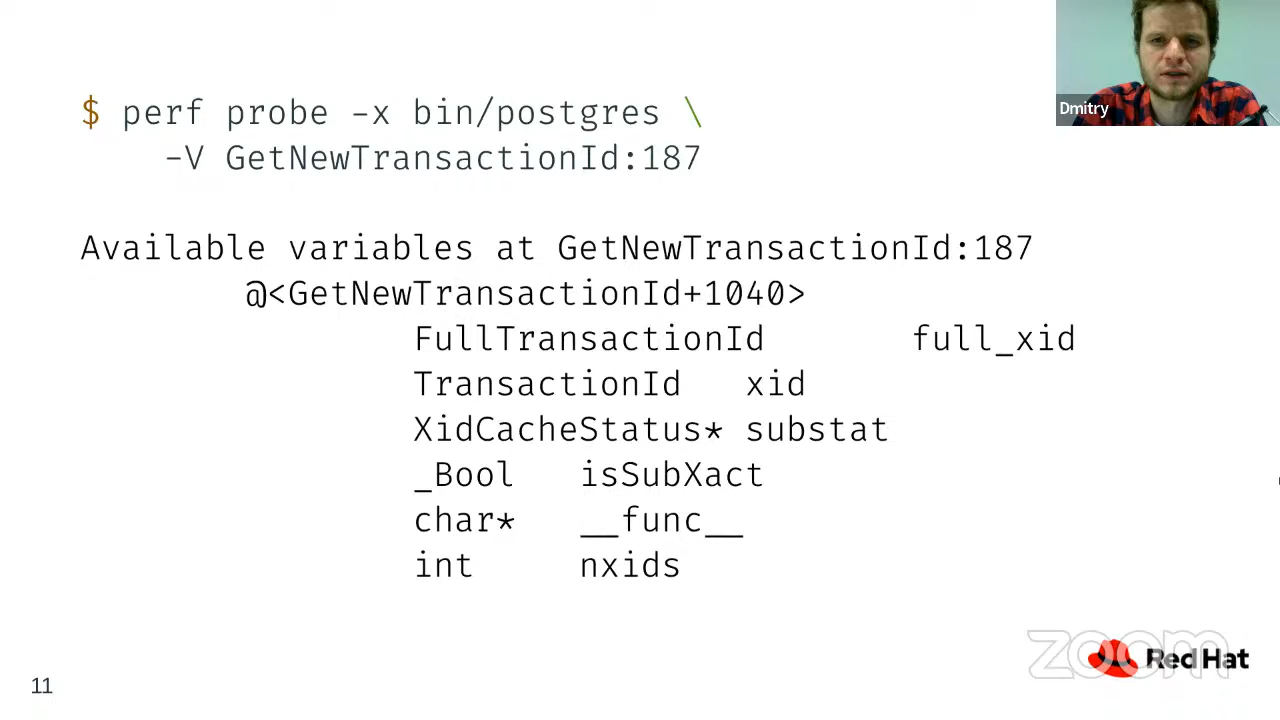 $ perf probe -x bin/postgres \
-V GetNewTransactionId:187
Available variables at GetNewTransactionId:187
@<GetNewTransactionId+1040>
FullTransactionId full_xid
TransactionId xid
XidCacheStatus* substat
_Bool isSubXact
char* __func__
int nxids
Dmitry
zoom
Red Hat
11